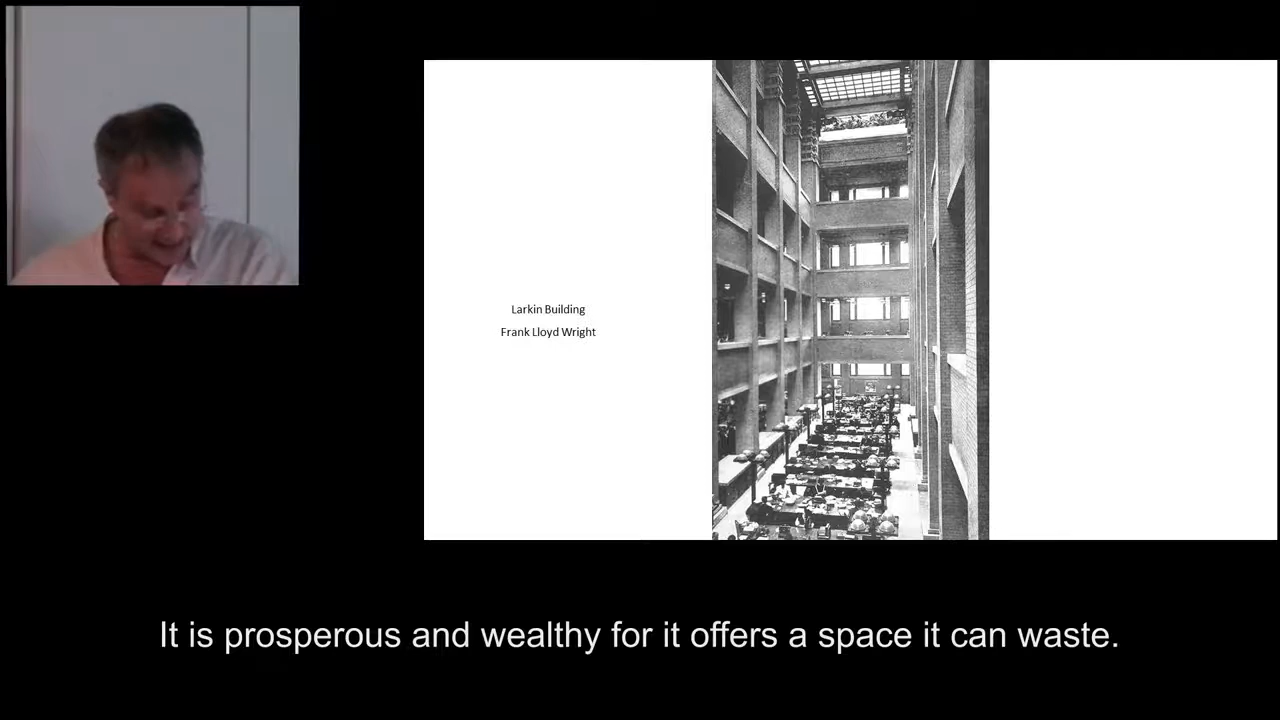 Larkin Building
Frank Lloyd Wright
It is prosperous and wealthy for it offers a space it can waste.